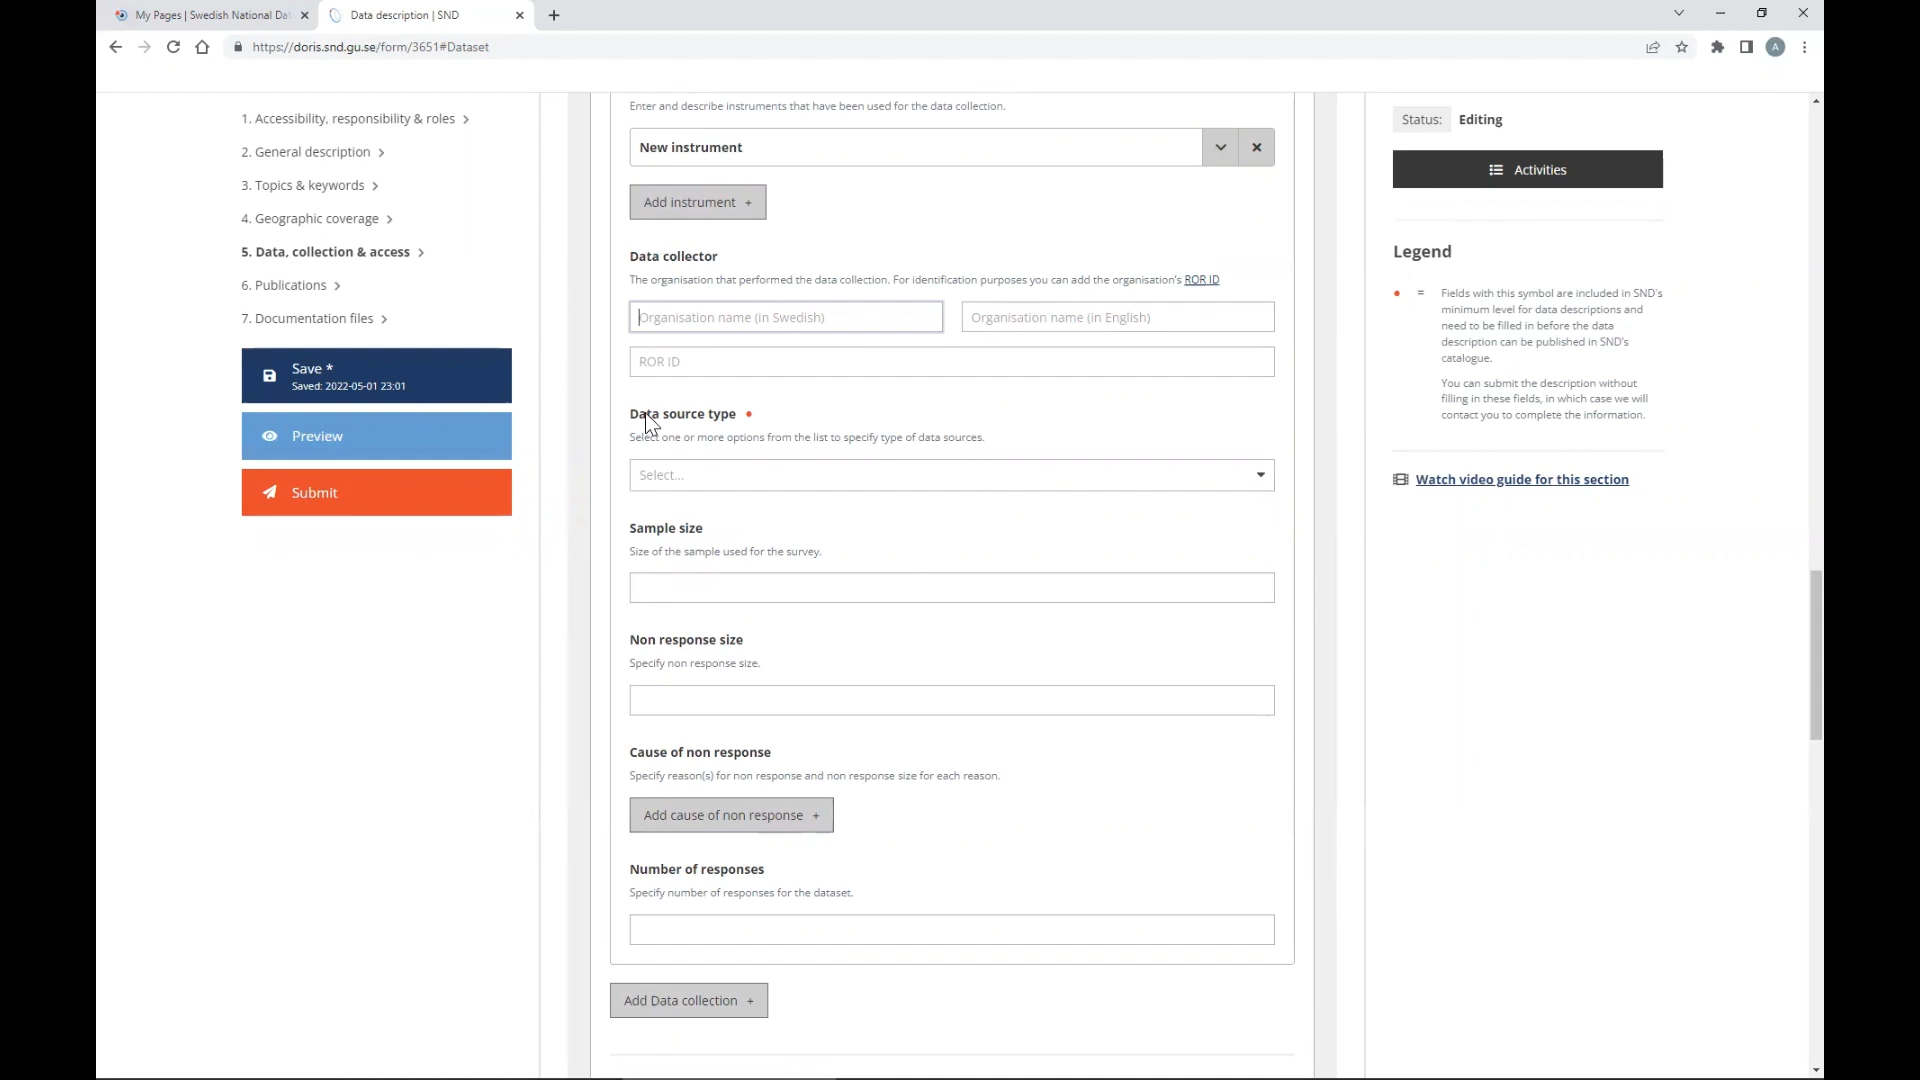 My Pages | Swedish National Dat
Data description | SND
https://doris.snd.gu.se/form/3651#Dataset
A
1. Accessibility, responsibility & roles
2. General description
3. Topics & keywords
4. Geographic coverage
5. Data, collection & access
6. Publications
7. Documentation files
Save *
Saved: 2022-05-01 23:01
Preview
Submit
Enter and describe instruments that have been used for the data collection.
New instrument
Add instrument +
Data collector
The organisation that performed the data collection. For identification purposes you can add the organisation's ROR ID
Organisation name (in Swedish)
Organisation name (in English)
ROR ID
Data source type
Select one or more options from the list to specify type of data sources.
Select...
Sample size
Size of the sample used for the survey.
Non response size
Specify non response size.
Cause of non response
Specify reason(s) for non response and non response size for each reason.
Add cause of non response +
Number of responses
Specify number of responses for the dataset.
Add Data collection +
Status: Editing
Activities
Legend
= Fields with this symbol are included in SND's
minimum level for data descriptions and
need to be filled in before the data
description can be published in SND's
catalogue.
You can submit the description without
filling in these fields, in which case we will
contact you to complete the information.
Watch video guide for this section